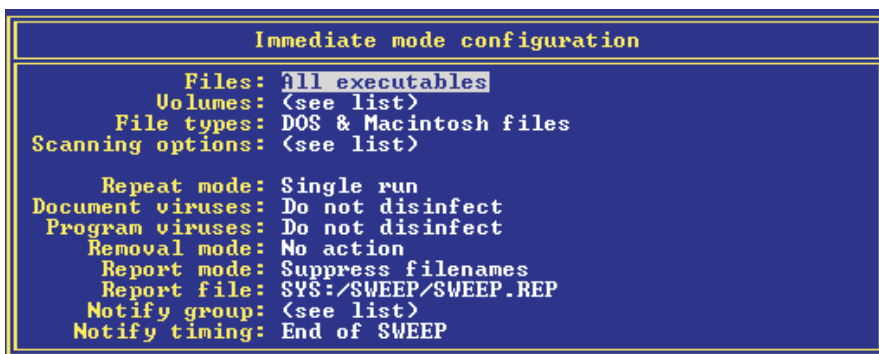 Immediate mode configuration
Files: All executables
Volumes: (see list)
File types: DOS & Macintosh files
Scanning options: (see list)
Repeat mode: Single run
Document viruses: Do not disinfect
Program viruses: Do not disinfect
Removal mode: No action
Report mode: Suppress filenames
Report file: SYS:/SWEEP/SWEEP.REP
Notify group: (see list)
Notify timing: End of SWEEP